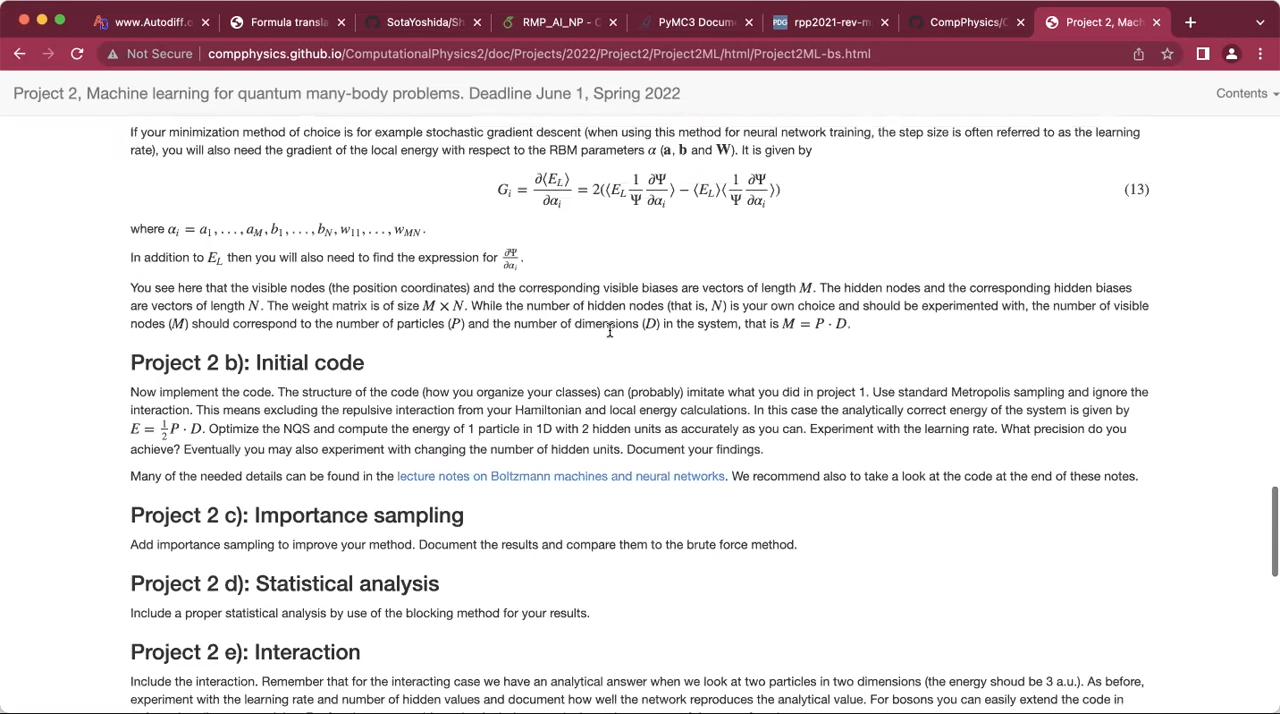 www.Autodiff.o
Formula transla
SotaYoshida/Sh
RMP_AI_NP - O
PyMC3 Docume
rpp2021-rev-m
CompPhysics/C
Project 2, Mach
Not Secure
compphysics.github.io/ComputationalPhysics2/doc/Projects/2022/Project2/Project2ML/html/Project2ML-bs.html
Project 2, Machine learning for quantum many-body problems. Deadline June 1, Spring 2022
Contents
If your minimization method of choice is for example stochastic gradient descent (when using this method for neural network training, the step size is often referred to as the learning
rate), you will also need the gradient of the local energy with respect to the RBM parameters α (a, b and W). It is given by
G_i = ∂⟨E_L⟩/∂α_i = 2(⟨E_L 1/Ψ ∂Ψ/∂α_i⟩ − ⟨E_L⟩⟨1/Ψ ∂Ψ/∂α_i⟩) (13)
where α_i = a_1, . . . , a_M, b_1, . . . , b_N, w_11, . . . , w_MN.
In addition to E_L then you will also need to find the expression for ∂Ψ/∂α_i.
You see here that the visible nodes (the position coordinates) and the corresponding visible biases are vectors of length M. The hidden nodes and the corresponding hidden biases
are vectors of length N. The weight matrix is of size M × N. While the number of hidden nodes (that is, N) is your own choice and should be experimented with, the number of visible
nodes (M) should correspond to the number of particles (P) and the number of dimensions (D) in the system, that is M = P · D.
Project 2 b): Initial code
Now implement the code. The structure of the code (how you organize your classes) can (probably) imitate what you did in project 1. Use standard Metropolis sampling and ignore the
interaction. This means excluding the repulsive interaction from your Hamiltonian and local energy calculations. In this case the analytically correct energy of the system is given by
E = 1/2 P · D. Optimize the NQS and compute the energy of 1 particle in 1D with 2 hidden units as accurately as you can. Experiment with the learning rate. What precision do you
achieve? Eventually you may also experiment with changing the number of hidden units. Document your findings.
Many of the needed details can be found in the lecture notes on Boltzmann machines and neural networks. We recommend also to take a look at the code at the end of these notes.
Project 2 c): Importance sampling
Add importance sampling to improve your method. Document the results and compare them to the brute force method.
Project 2 d): Statistical analysis
Include a proper statistical analysis by use of the blocking method for your results.
Project 2 e): Interaction
Include the interaction. Remember that for the interacting case we have an analytical answer when we look at two particles in two dimensions (the energy shoud be 3 a.u.). As before,
experiment with the learning rate and number of hidden values and document how well the network reproduces the analytical value. For bosons you can easily extend the code in